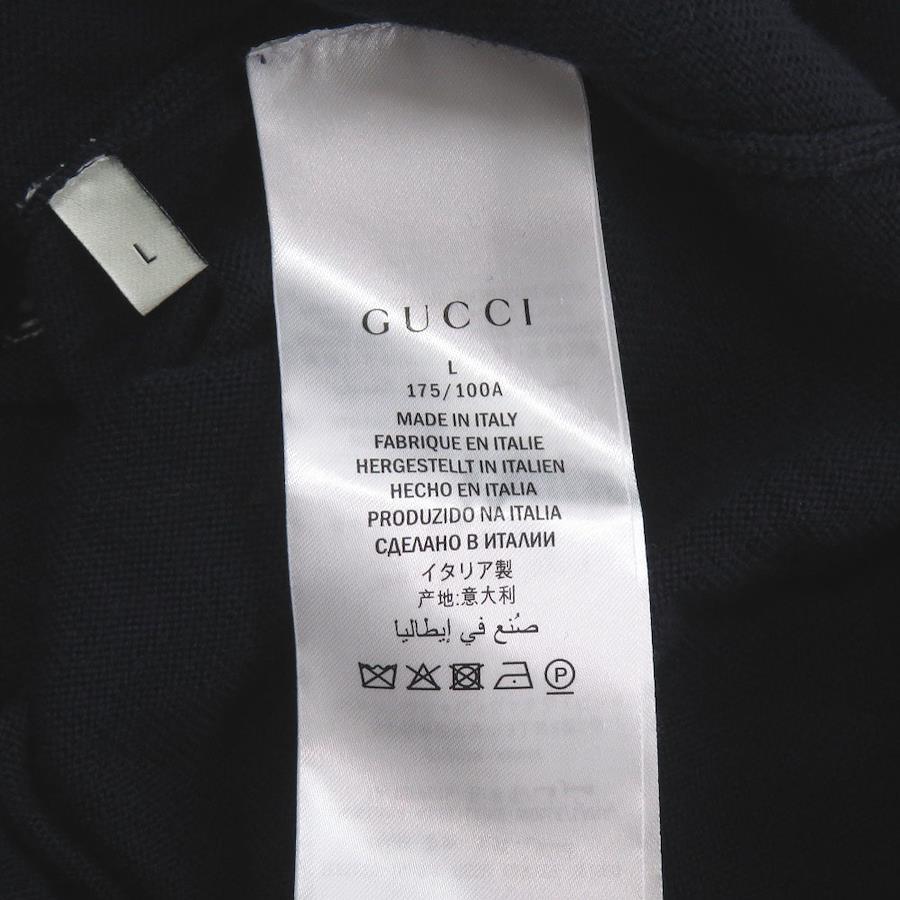 L
GUCCI
L
175/100A
MADE IN ITALY
FABRIQUE EN ITALIE
HERGESTELLT IN ITALIEN
HECHO EN ITALIA
PRODUZIDO NA ITALIA
СДЕЛАНО В ИТАЛИИ
イタリア製
产地:意大利
صُنع في إيطاليا
P